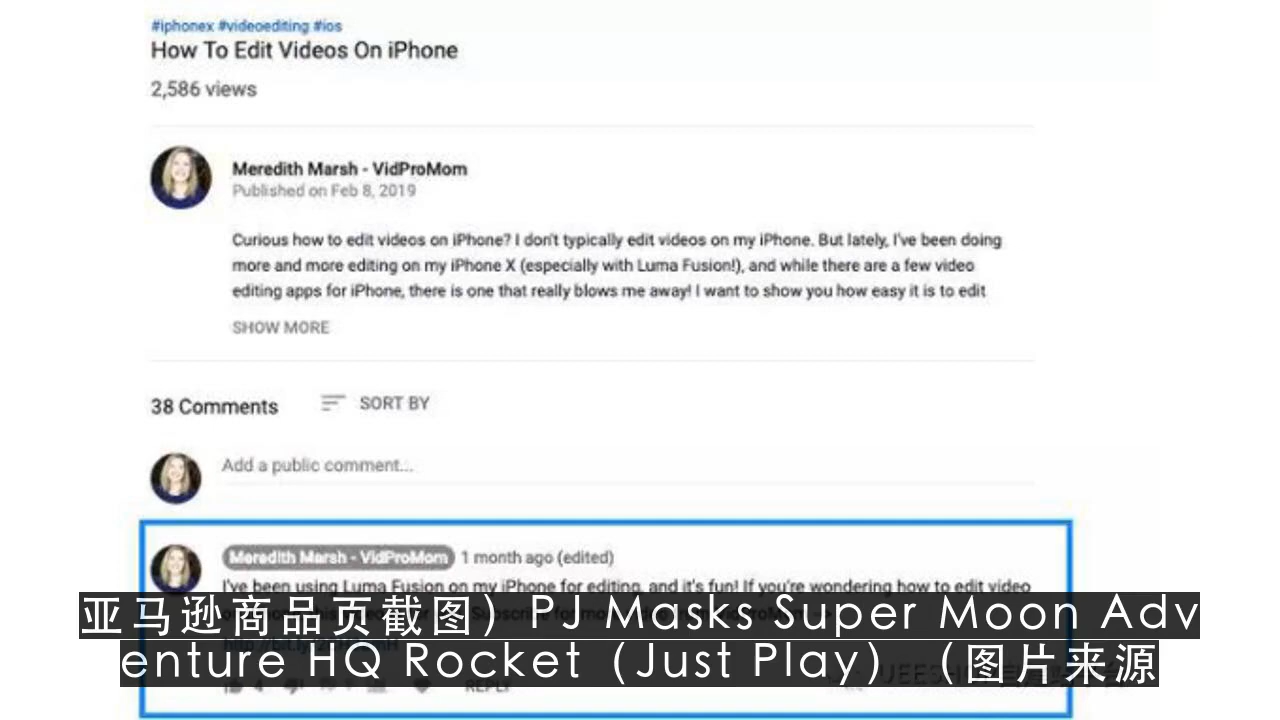 #iphonex #videoediting #ios
How To Edit Videos On iPhone
2,586 views
Meredith Marsh - VidProMom
Published on Feb 8, 2019
Curious how to edit videos on iPhone? I don't typically edit videos on my iPhone. But lately, I've been doing
more and more editing on my iPhone X (especially with Luma Fusion!), and while there are a few video
editing apps for iPhone, there is one that really blows me away! I want to show you how easy it is to edit
SHOW MORE
38 Comments
SORT BY
Add a public comment...
Meredith Marsh - VidProMom 1 month ago (edited)
I've been using Luma Fusion on my iPhone for editing, and it's fun! If you're wondering how to edit video
亚马逊商品页截图）PJ Masks Super Moon Adv
enture HQ Rocket（Just Play）（图片来源
4
REPLY